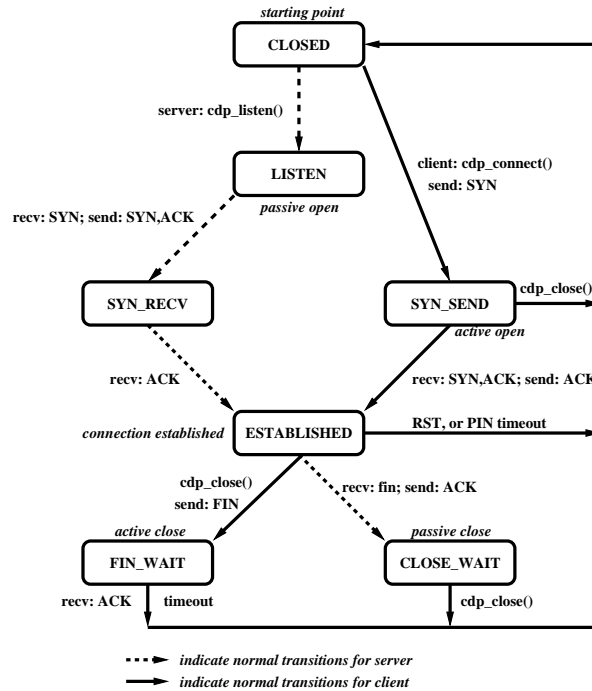 starting point
CLOSED
server: cdp_listen()
client: cdp_connect()
send: SYN
LISTEN
passive open
recv: SYN; send: SYN,ACK
SYN_RECV
SYN_SEND
cdp_close()
active open
recv: ACK
recv: SYN,ACK; send: ACK
connection established
ESTABLISHED
RST, or PIN timeout
cdp_close()
send: FIN
recv: fin; send: ACK
active close
passive close
FIN_WAIT
CLOSE_WAIT
recv: ACK
timeout
cdp_close()
indicate normal transitions for server
indicate normal transitions for client